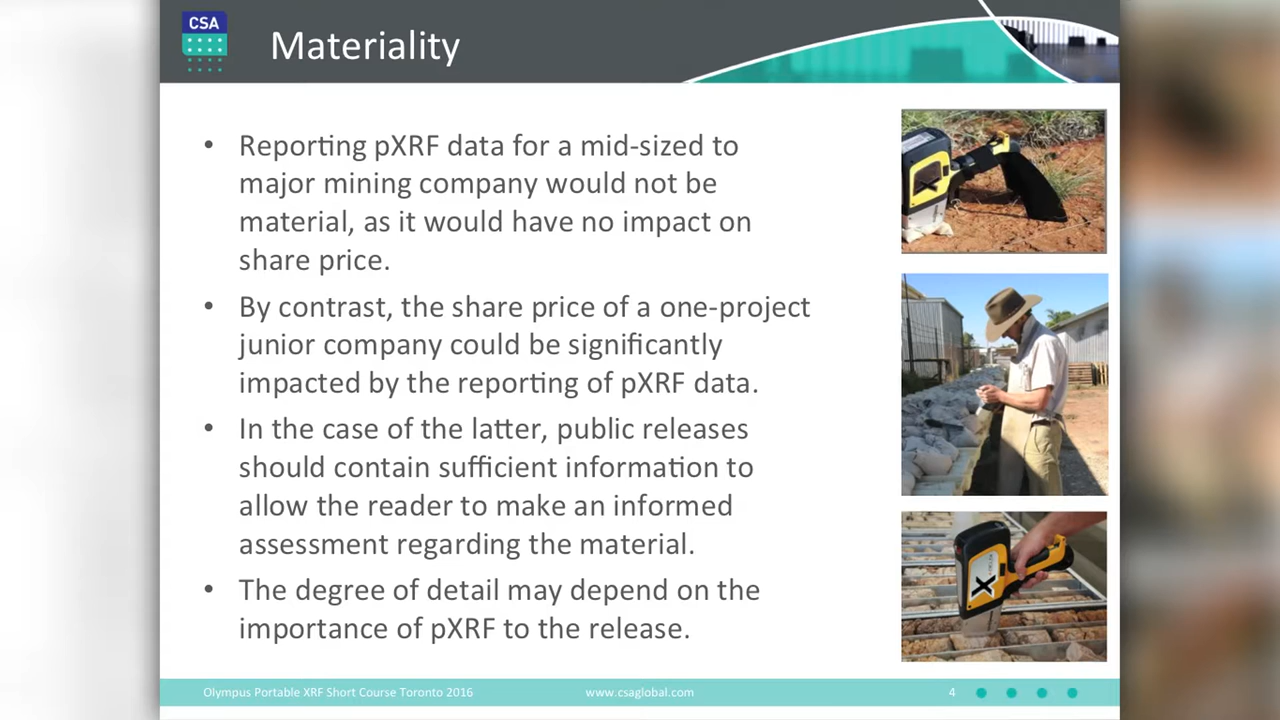 CSA
Materiality
• Reporting pXRF data for a mid-sized to
major mining company would not be
material, as it would have no impact on
share price.
• By contrast, the share price of a one-project
junior company could be significantly
impacted by the reporting of pXRF data.
• In the case of the latter, public releases
should contain sufficient information to
allow the reader to make an informed
assessment regarding the material.
• The degree of detail may depend on the
importance of pXRF to the release.
X
Olympus Portable XRF Short Course Toronto 2016
www.csaglobal.com
4